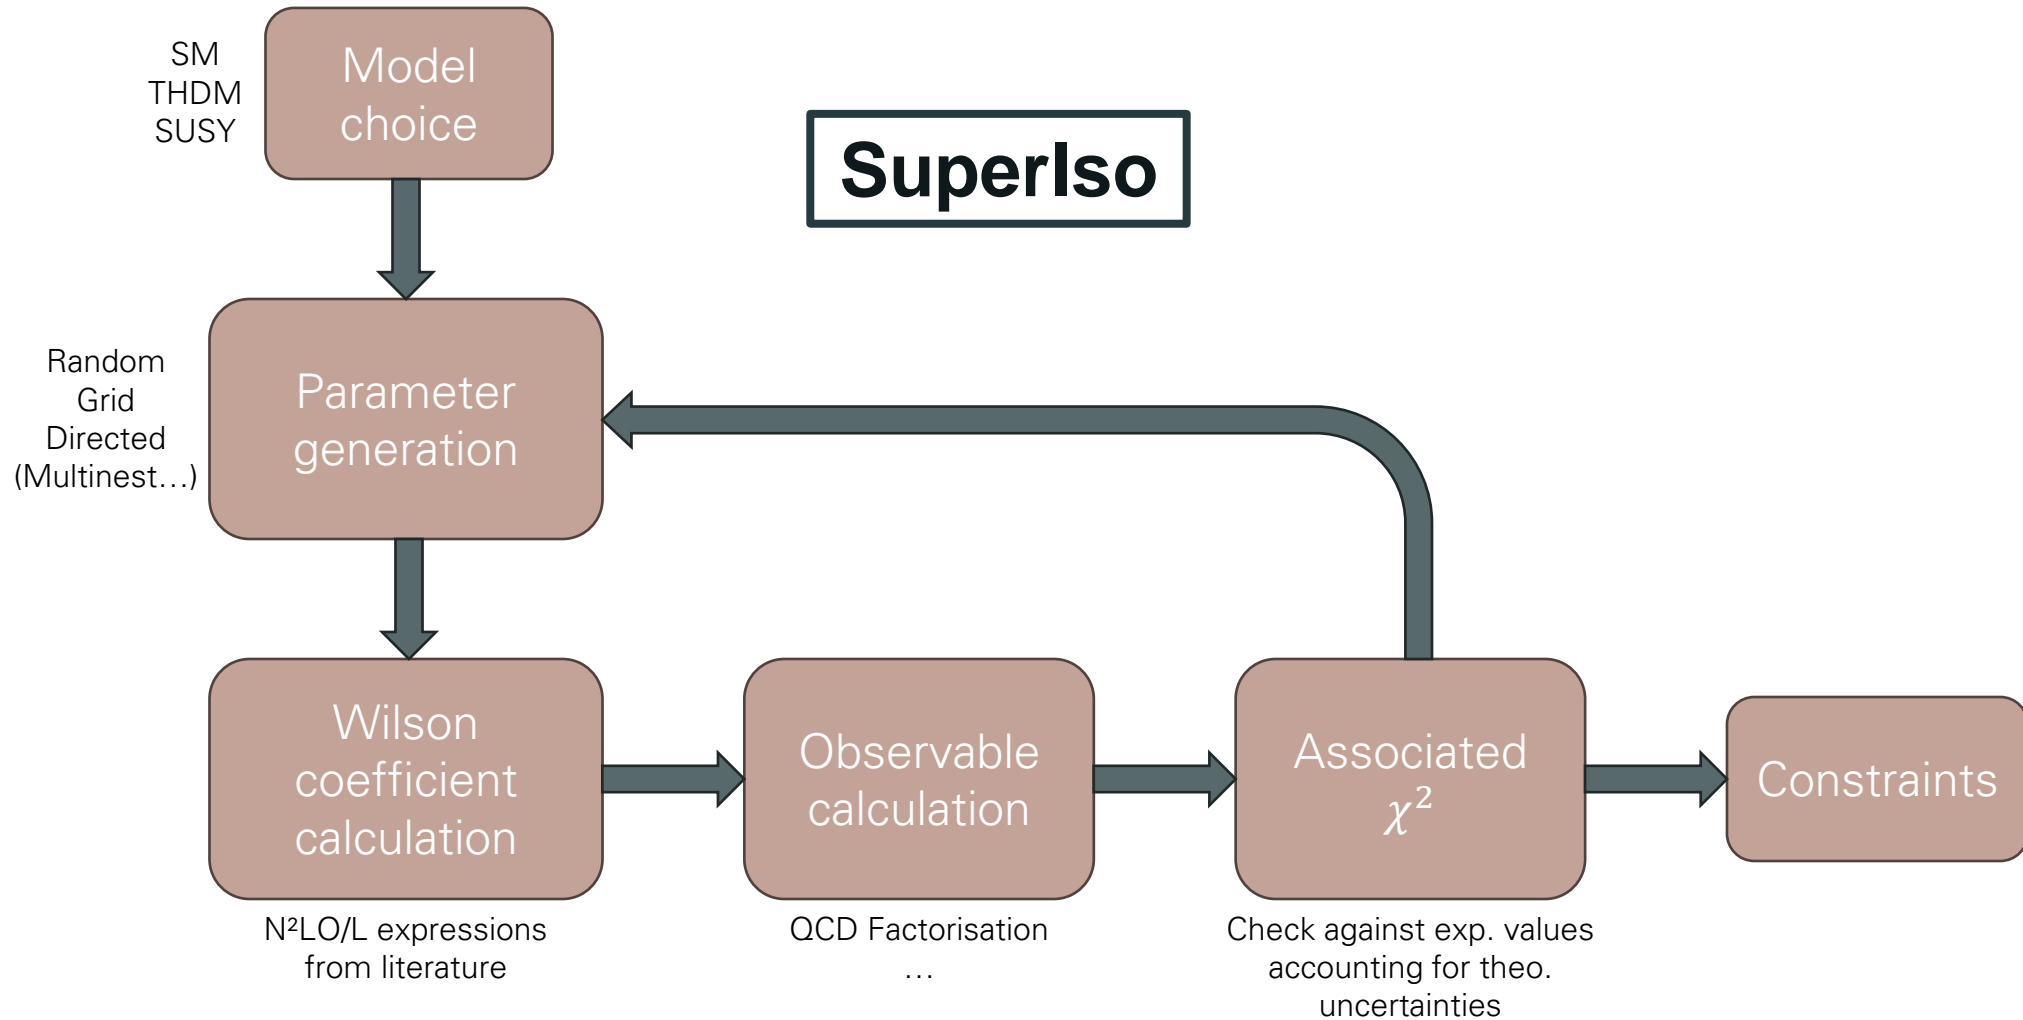 SM
THDM
SUSY
Model
choice
SuperIso
Random
Grid
Directed
(Multinest…)
Parameter
generation
Wilson
coefficient
calculation
Observable
calculation
Associated
χ²
Constraints
N²LO/L expressions
from literature
QCD Factorisation
…
Check against exp. values
accounting for theo.
uncertainties